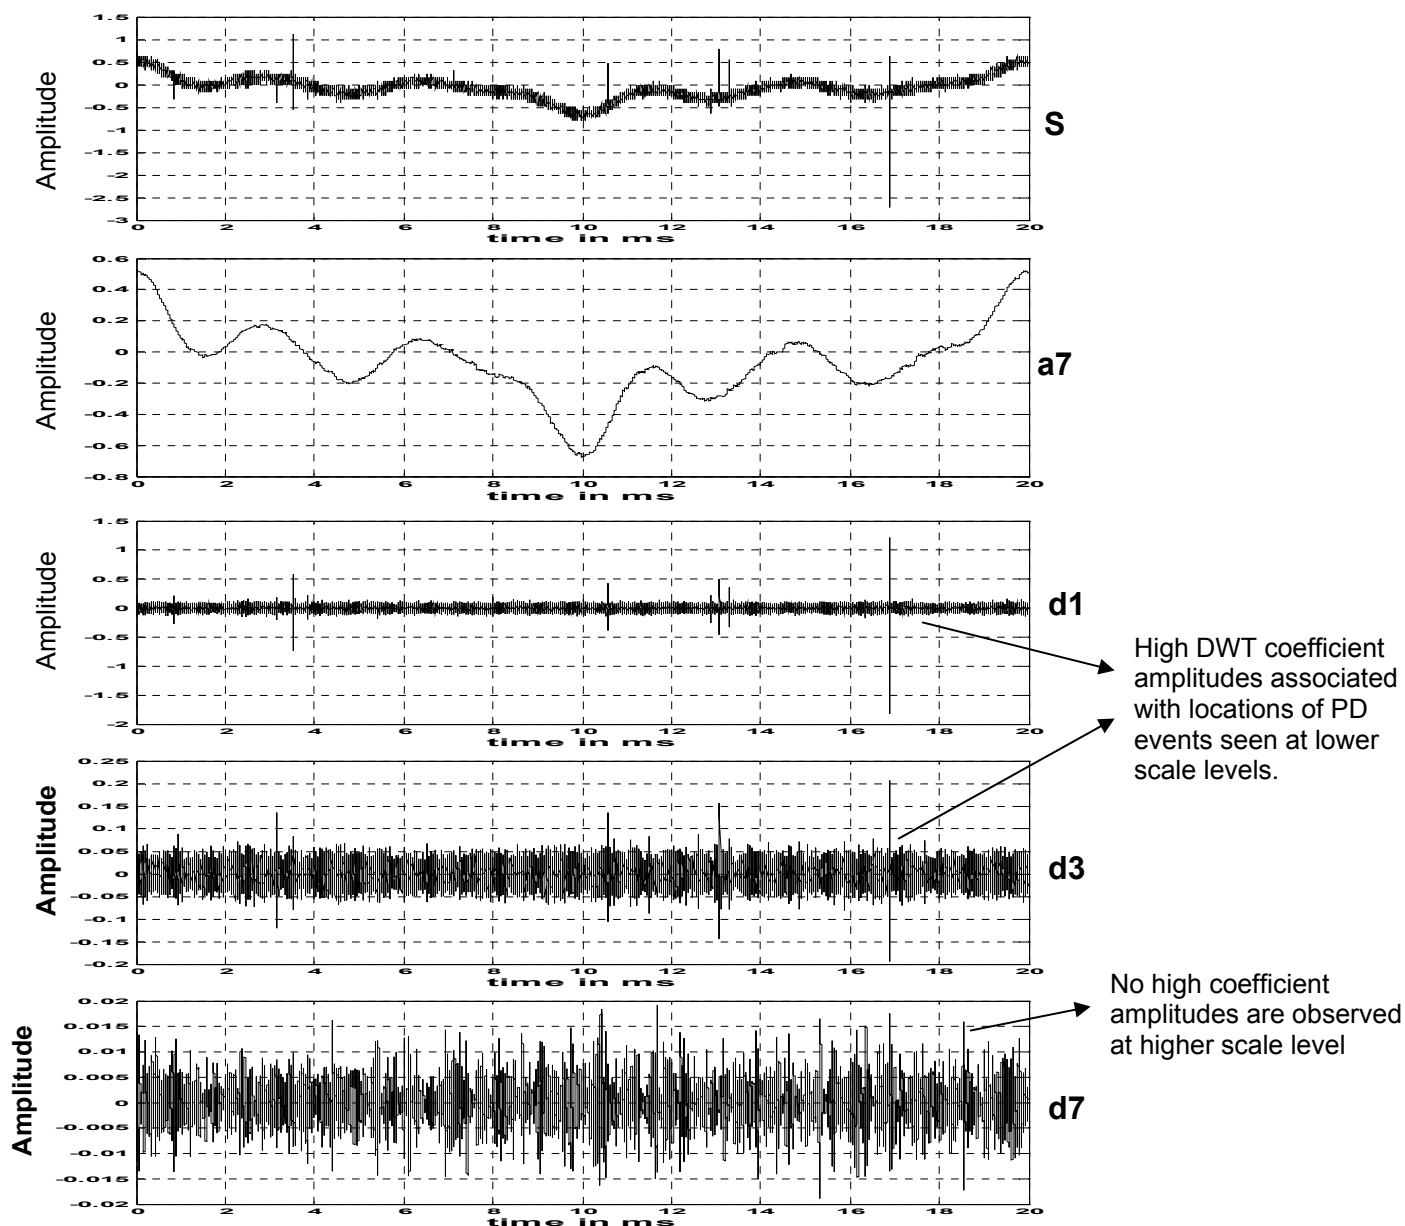 1.5
1
0.5
0
-0.5
-1
-1.5
-2
-2.5
-3
Amplitude
0 2 4 6 8 10 12 14 16 18 20
time in ms
S
0.6
0.4
0.2
0
-0.2
-0.4
-0.6
-0.8
Amplitude
0 2 4 6 8 10 12 14 16 18 20
time in ms
a7
1.5
1
0.5
0
-0.5
-1
-1.5
-2
Amplitude
0 2 4 6 8 10 12 14 16 18 20
d1
High DWT coefficient
amplitudes associated
with locations of PD
events seen at lower
scale levels.
0.25
0.2
0.15
0.1
0.05
0
-0.05
-0.1
-0.15
-0.2
Amplitude
0 2 4 6 8 10 12 14 16 18 20
d3
No high coefficient
amplitudes are observed
at higher scale level
0.02
0.015
0.01
0.005
0
-0.005
-0.01
-0.015
-0.02
Amplitude
0 2 4 6 8 10 12 14 16 18 20
time in ms
d7